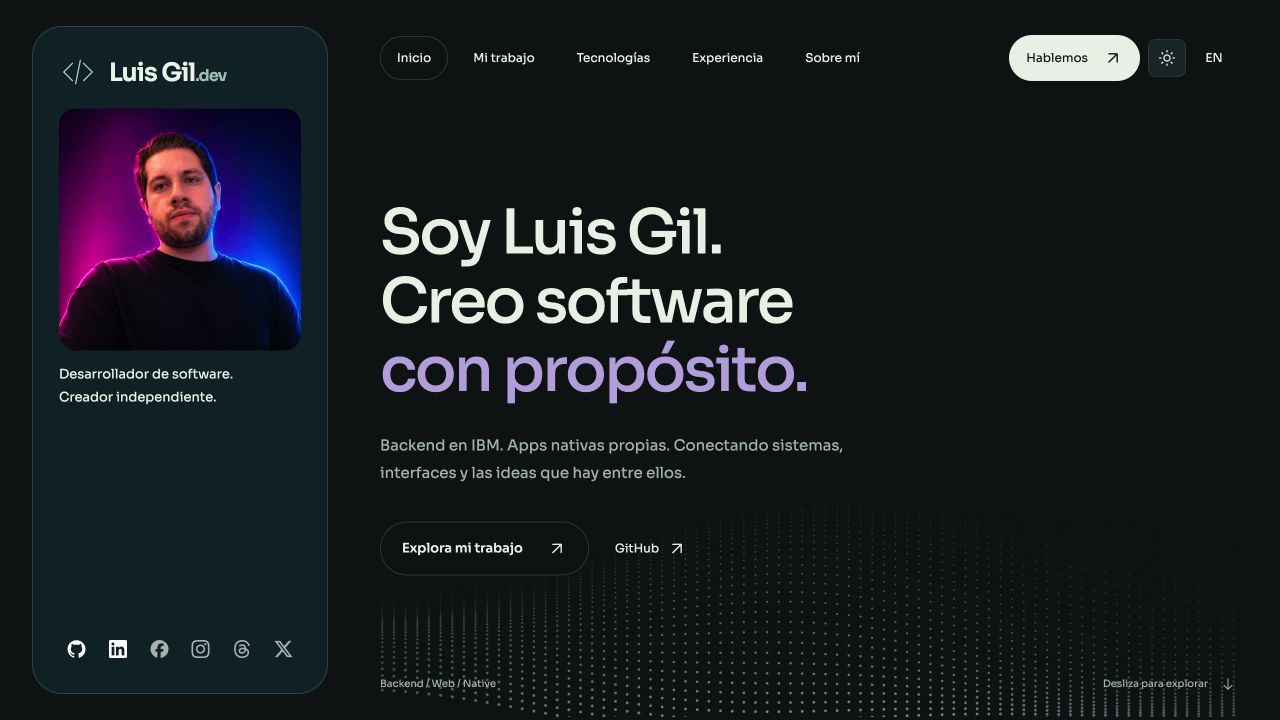 Luis Gil.dev
Desarrollador de software.
Creador independiente.
Inicio
Mi trabajo
Tecnologías
Experiencia
Sobre mí
Hablemos
EN
Soy Luis Gil.
Creo software
con propósito.
Backend en IBM. Apps nativas propias. Conectando sistemas,
interfaces y las ideas que hay entre ellos.
Explora mi trabajo
GitHub
Backend / Web / Native
Desliza para explorar